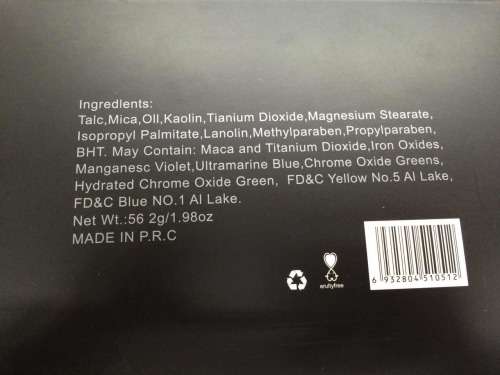 Ingredients:
Talc,Mica,Oll,Kaolin,Tianium Dioxide,Magnesium Stearate,
Isopropyl Palmitate,Lanolin,Methylparaben,Propylparaben,
BHT. May Contain: Maca and Titanium Dioxide,Iron Oxides,
Manganesc Violet,Ultramarine Blue,Chrome Oxide Greens,
Hydrated Chrome Oxide Green, FD&C Yellow No.5 Al Lake,
FD&C Blue NO.1 Al Lake.
Net Wt.:56 2g/1.98oz
MADE IN P.R.C
arultyfree
6 932804 510512